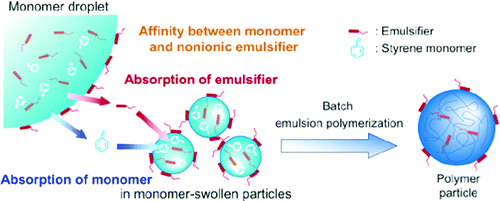 Monomer droplet
Affinity between monomer
and nonionic emulsifier
: Emulsifier
: Styrene monomer
Absorption of emulsifier
Absorption of monomer
in monomer-swollen particles
Batch
emulsion polymerization
Polymer
particle